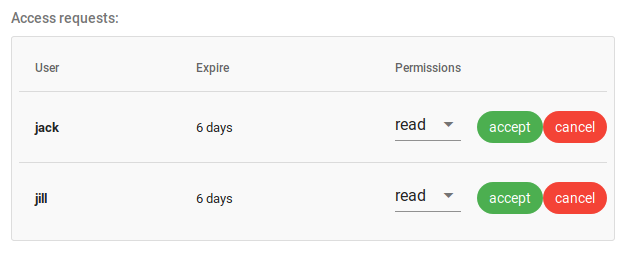 Access requests:
User Expire Permissions
jack 6 days read accept cancel
jill 6 days read accept cancel